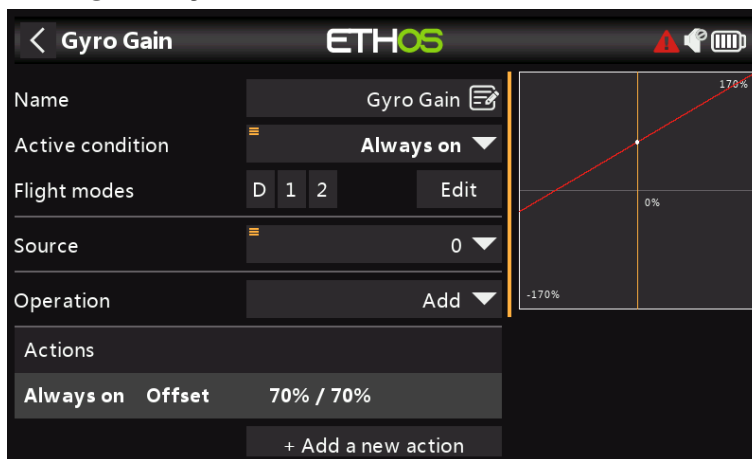 Gyro Gain
ETHOS
Name
Gyro Gain
Active condition
Always on
Flight modes
D 1 2
Edit
Source
0
Operation
Add
Actions
Always on Offset 70% / 70%
+ Add a new action
170%
0%
-170%